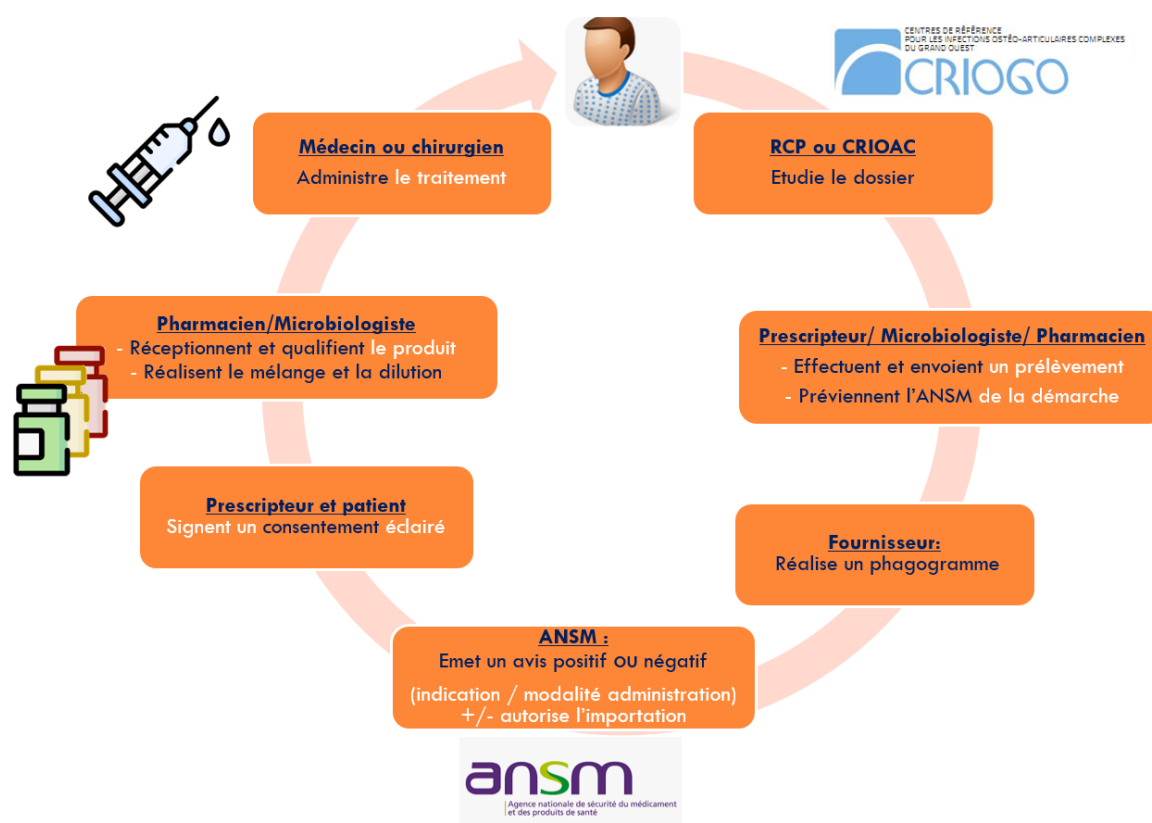 CENTRES DE RÉFÉRENCE
POUR LES INFECTIONS OSTÉO-ARTICULAIRES COMPLEXES
DU GRAND OUEST
CRIOGO
RCP ou CRIOAC
Etudie le dossier
Prescripteur/ Microbiologiste/ Pharmacien
- Effectuent et envoient un prélèvement
- Préviennent l'ANSM de la démarche
Fournisseur:
Réalise un phagogramme
ANSM :
Emet un avis positif OU négatif
(indication / modalité administration)
+/- autorise l'importation
ansm
Agence nationale de sécurité du médicament
et des produits de santé
Prescripteur et patient
Signent un consentement éclairé
Pharmacien/Microbiologiste
- Réceptionnent et qualifient le produit
- Réalisent le mélange et la dilution
Médecin ou chirurgien
Administre le traitement